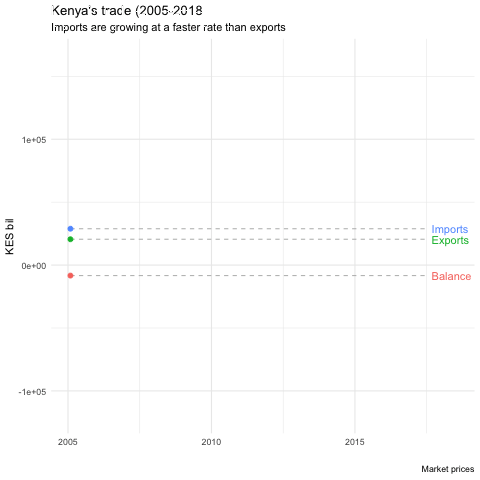 Kenya's trade (2005-2018
Imports are growing at a faster rate than exports
KES bil
1e+05
Imports
Exports
0e+00
Balance
-1e+05
2005 2010 2015
Market prices